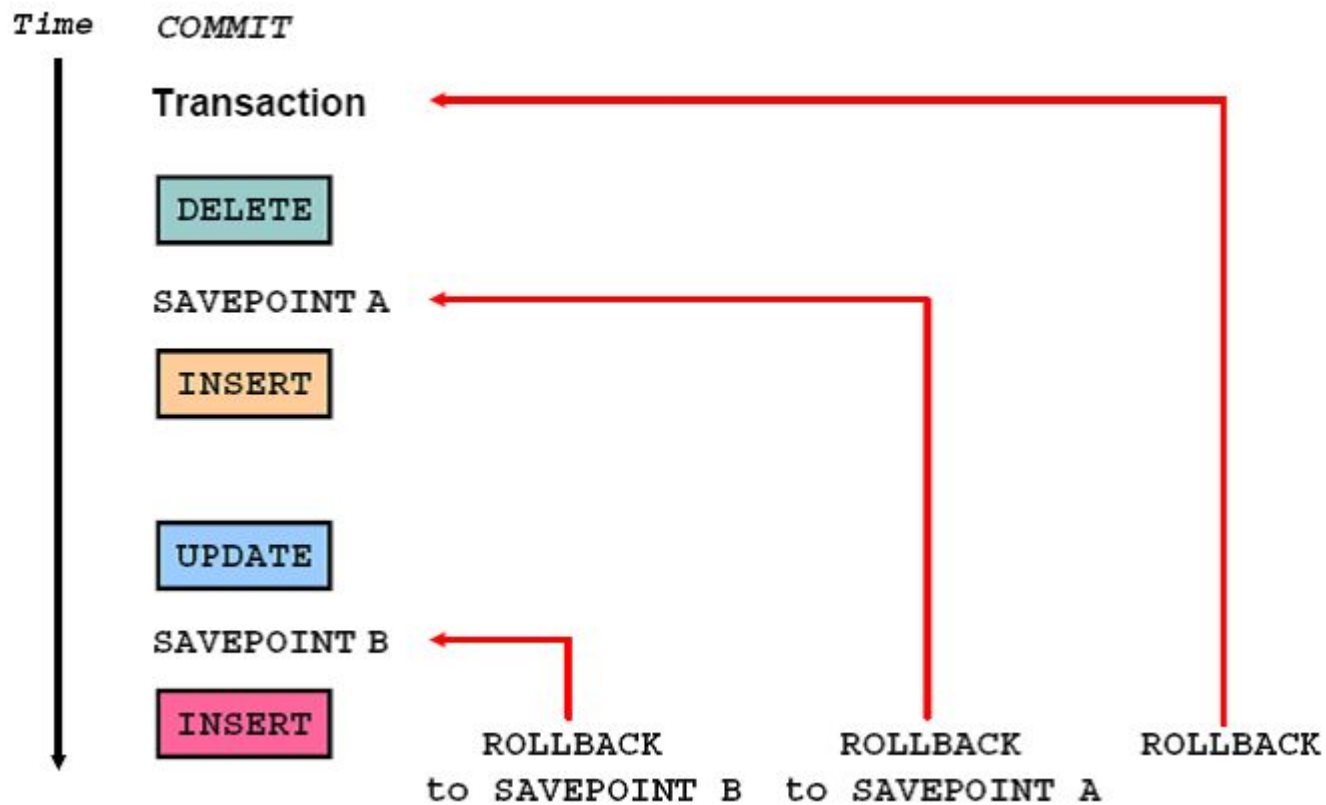 Time COMMIT
Transaction
DELETE
SAVEPOINT A
INSERT
UPDATE
SAVEPOINT B
INSERT
ROLLBACK
to SAVEPOINT B
ROLLBACK
to SAVEPOINT A
ROLLBACK